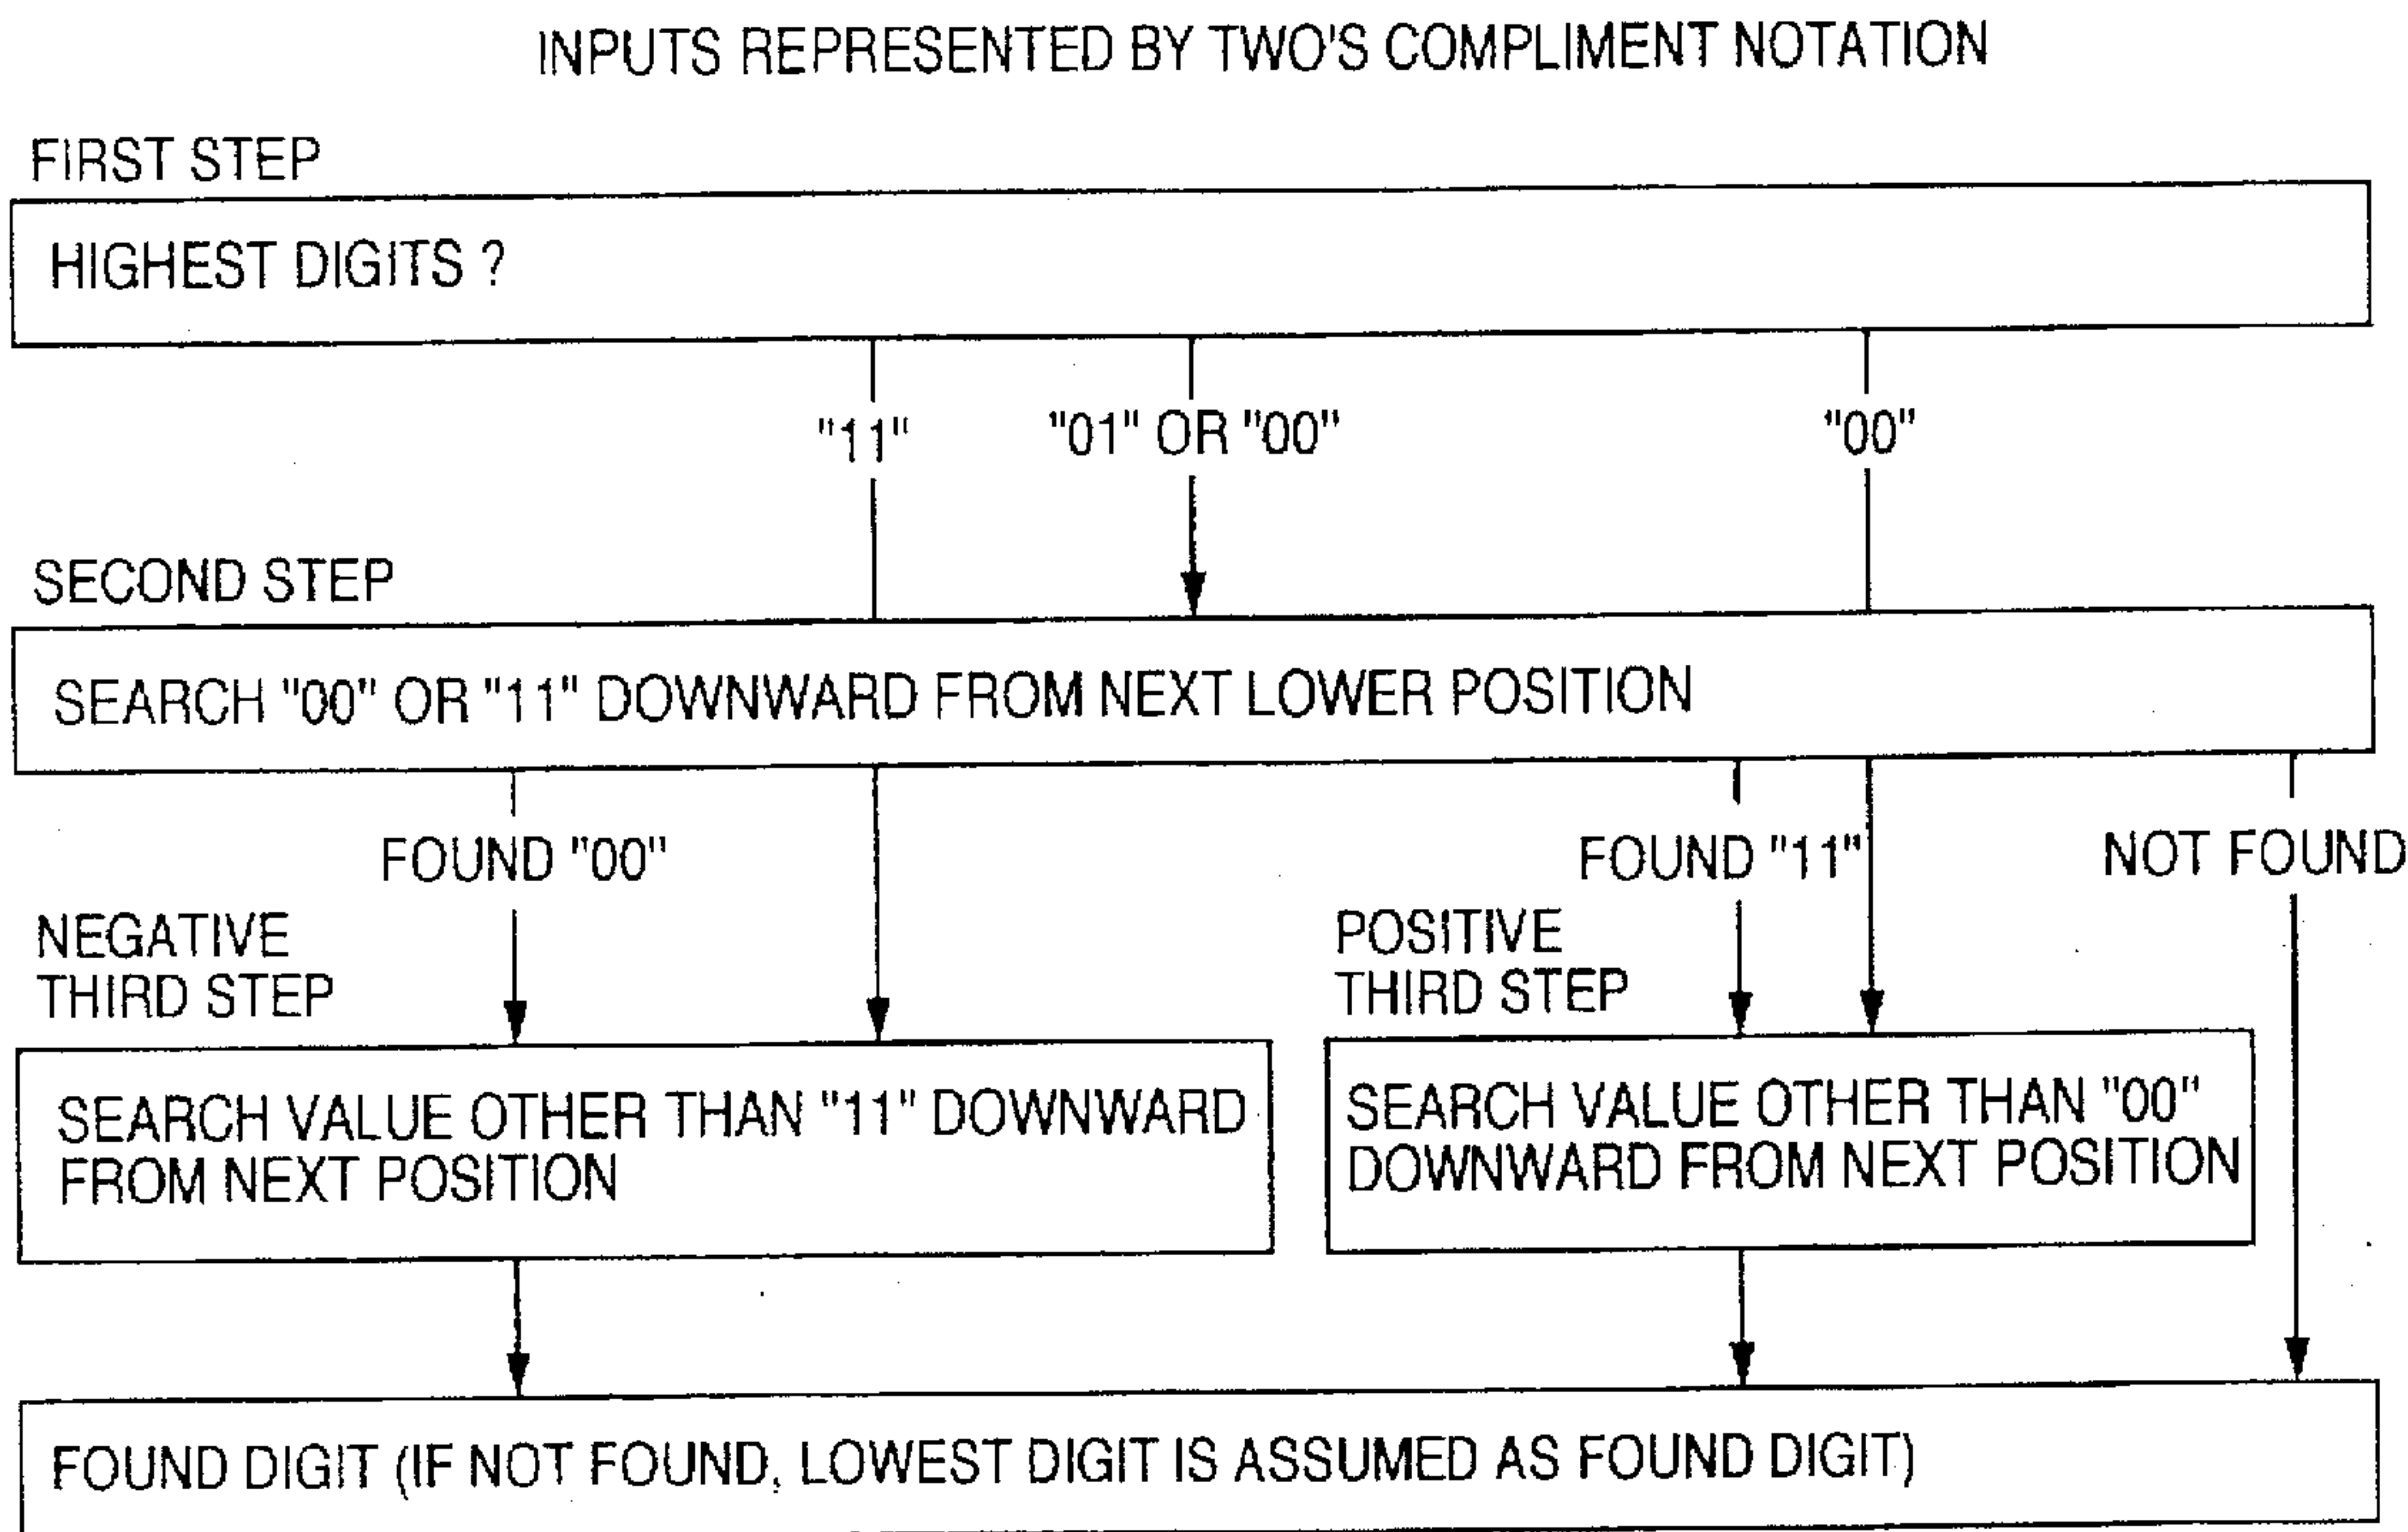 INPUTS REPRESENTED BY TWO'S COMPLIMENT NOTATION
FIRST STEP
HIGHEST DIGITS ?
"11"
"01" OR "00"
"00"
SECOND STEP
SEARCH "00" OR "11" DOWNWARD FROM NEXT LOWER POSITION
FOUND "00"
FOUND "11"
NOT FOUND
NEGATIVE
THIRD STEP
POSITIVE
THIRD STEP
SEARCH VALUE OTHER THAN "11" DOWNWARD
FROM NEXT POSITION
SEARCH VALUE OTHER THAN "00"
DOWNWARD FROM NEXT POSITION
FOUND DIGIT (IF NOT FOUND, LOWEST DIGIT IS ASSUMED AS FOUND DIGIT)